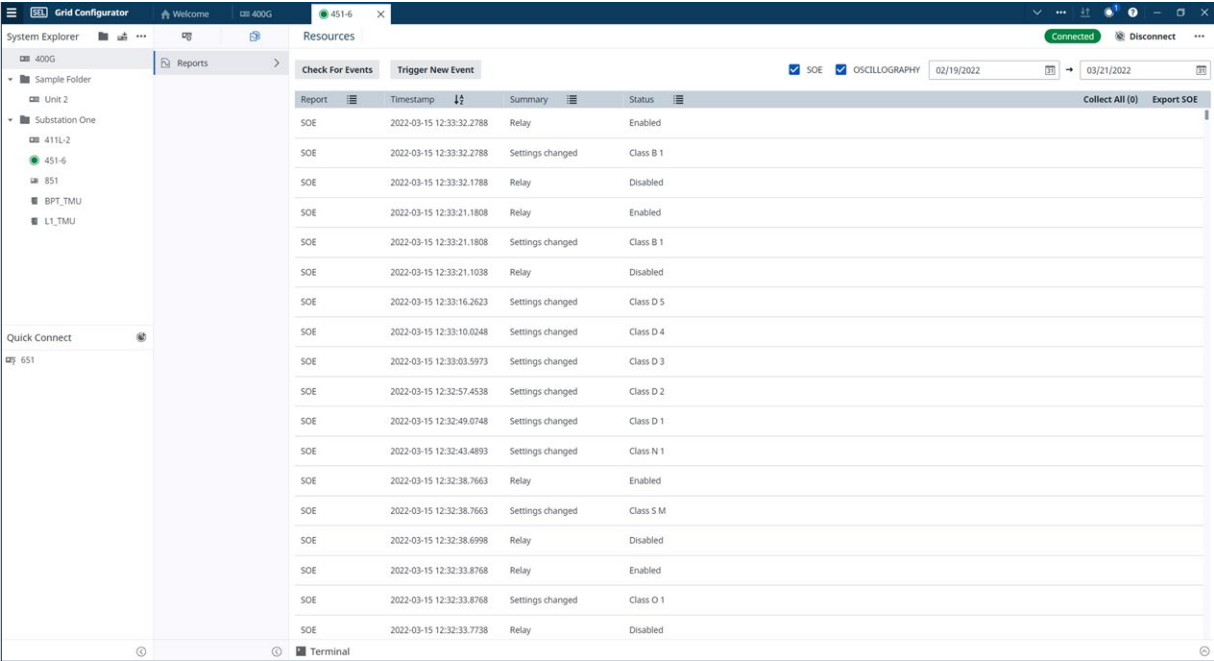 SEL Grid Configurator Welcome 400G 451-6
System Explorer
400G
Sample Folder
Unit 2
Substation One
411L-2
451-6
851
BPT_TMU
L1_TMU
Quick Connect
651
Reports
Resources Connected Disconnect
Check For Events Trigger New Event SOE OSCILLOGRAPHY 02/19/2022 → 03/21/2022
Report Timestamp Summary Status Collect All (0) Export SOE
SOE 2022-03-15 12:33:32.2788 Relay Enabled
SOE 2022-03-15 12:33:32.2788 Settings changed Class B 1
SOE 2022-03-15 12:33:32.1788 Relay Disabled
SOE 2022-03-15 12:33:21.1808 Relay Enabled
SOE 2022-03-15 12:33:21.1808 Settings changed Class B 1
SOE 2022-03-15 12:33:21.1038 Relay Disabled
SOE 2022-03-15 12:33:16.2623 Settings changed Class D 5
SOE 2022-03-15 12:33:10.0248 Settings changed Class D 4
SOE 2022-03-15 12:33:03.5973 Settings changed Class D 3
SOE 2022-03-15 12:32:57.4538 Settings changed Class D 2
SOE 2022-03-15 12:32:49.0748 Settings changed Class D 1
SOE 2022-03-15 12:32:43.4893 Settings changed Class N 1
SOE 2022-03-15 12:32:38.7663 Relay Enabled
SOE 2022-03-15 12:32:38.7663 Settings changed Class S M
SOE 2022-03-15 12:32:38.6998 Relay Disabled
SOE 2022-03-15 12:32:33.8768 Relay Enabled
SOE 2022-03-15 12:32:33.8768 Settings changed Class O 1
SOE 2022-03-15 12:32:33.7738 Relay Disabled
Terminal